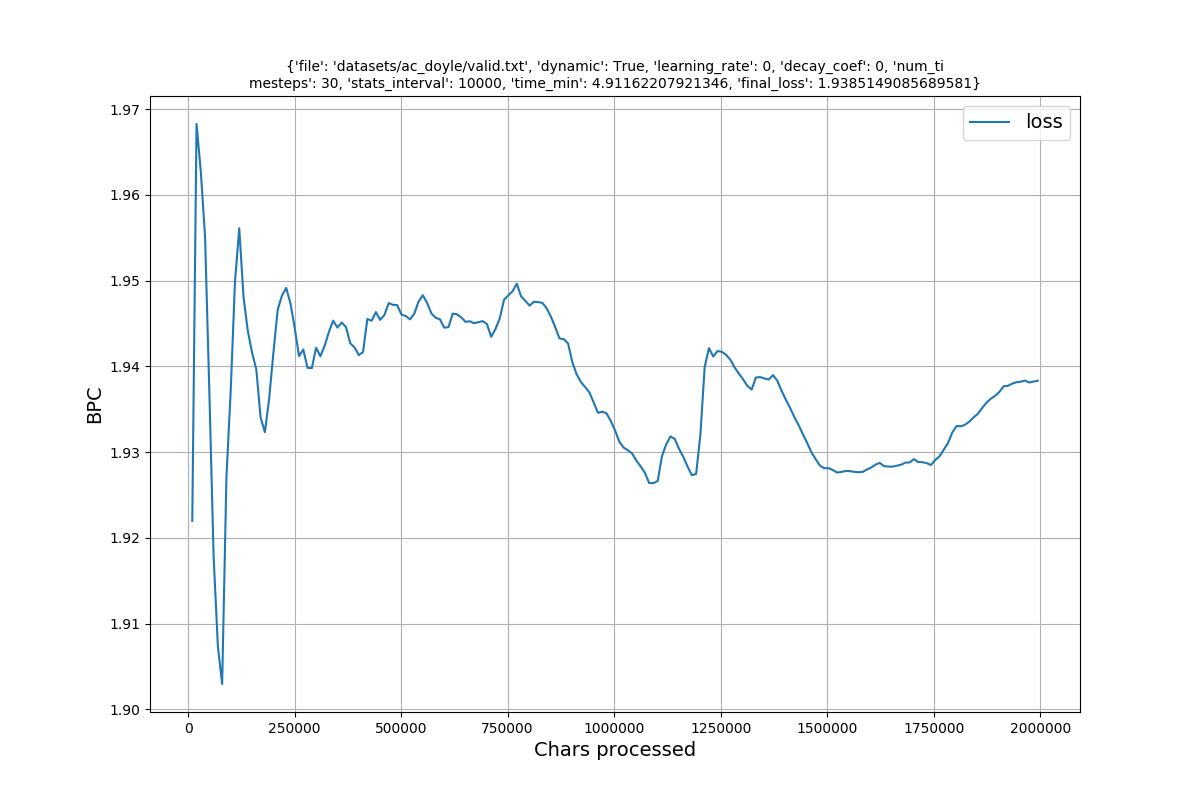 {'file': 'datasets/ac_doyle/valid.txt', 'dynamic': True, 'learning_rate': 0, 'decay_coef': 0, 'num_ti
mesteps': 30, 'stats_interval': 10000, 'time_min': 4.91162207921346, 'final_loss': 1.9385149085689581}
loss
1.97
1.96
1.95
1.94
1.93
1.92
1.91
1.90
BPC
0 250000 500000 750000 1000000 1250000 1500000 1750000 2000000
Chars processed